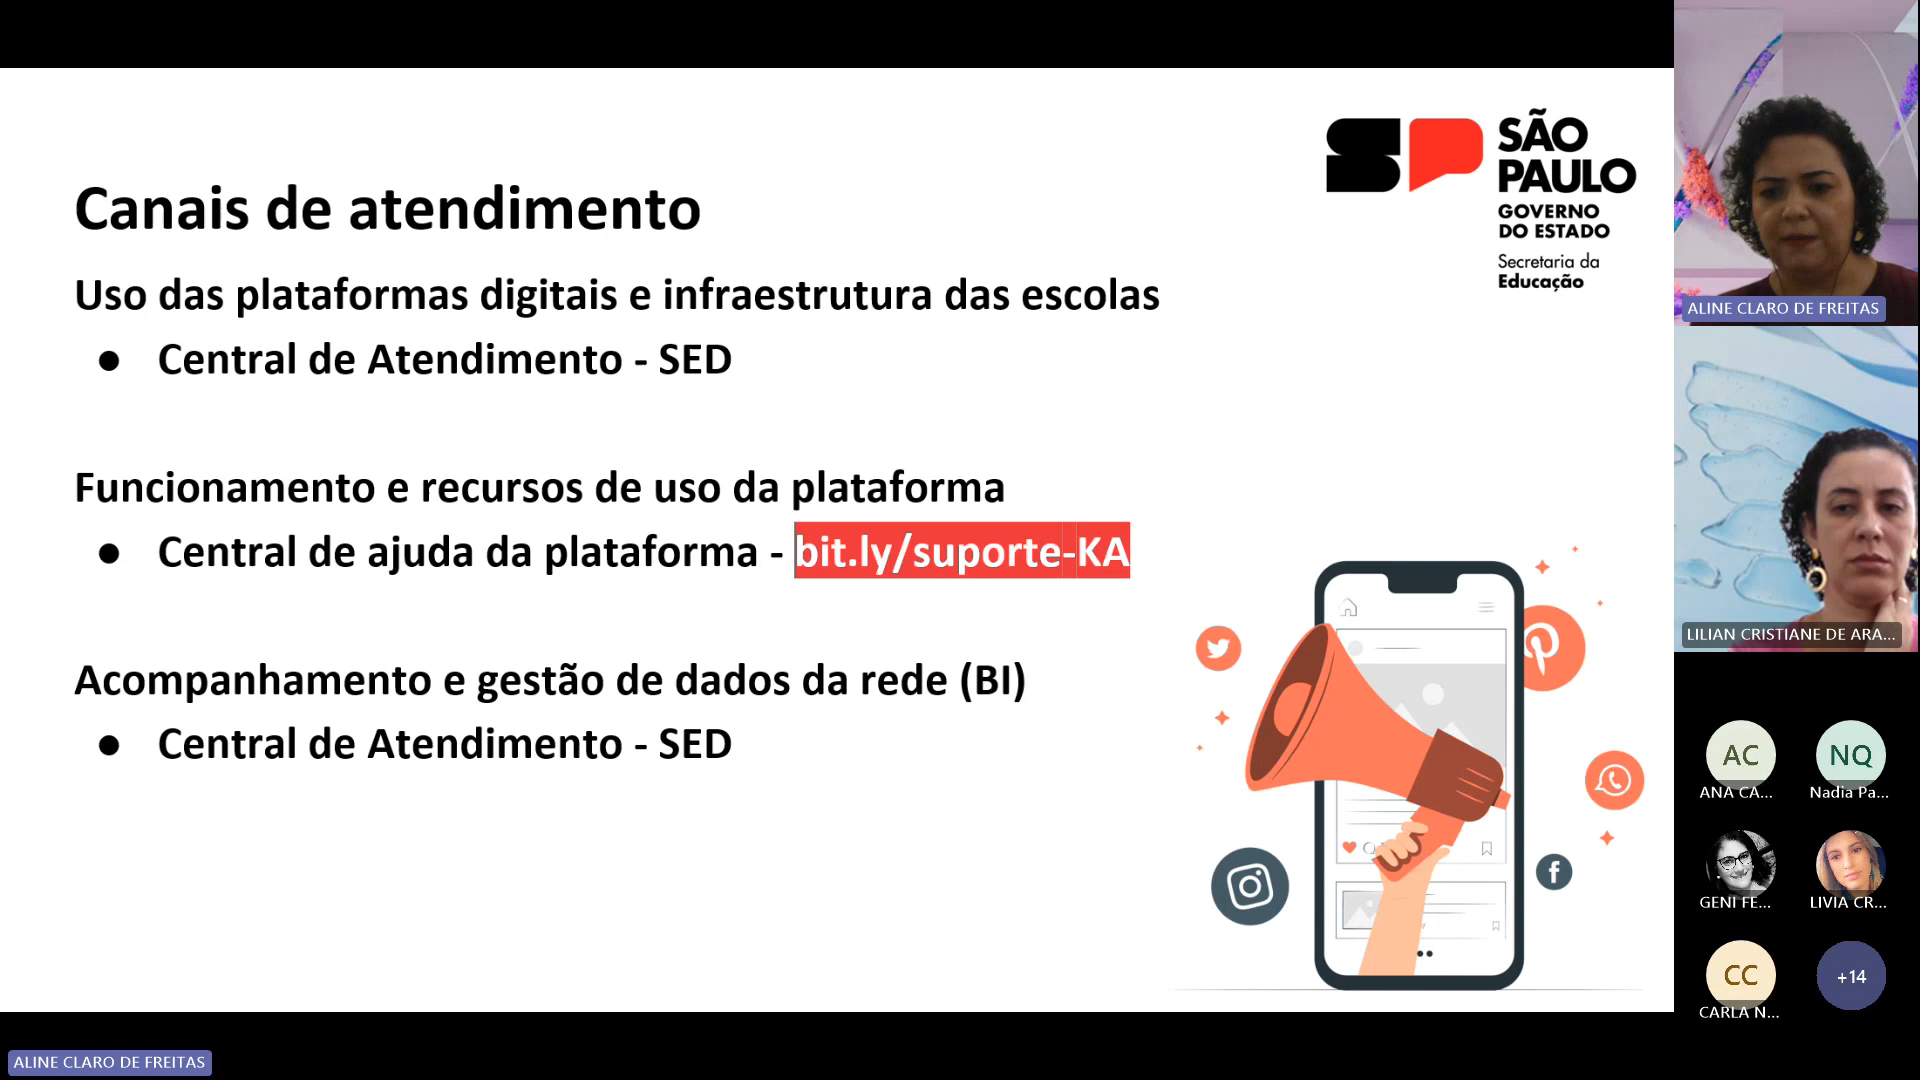 Canais de atendimento
Uso das plataformas digitais e infraestrutura das escolas
● Central de Atendimento - SED
Funcionamento e recursos de uso da plataforma
● Central de ajuda da plataforma - bit.ly/suporte-KA
Acompanhamento e gestão de dados da rede (BI)
● Central de Atendimento - SED
SÃO
PAULO
GOVERNO
DO ESTADO
Secretaria da
Educação
ALINE CLARO DE FREITAS
LILIAN CRISTIANE DE ARA...
AC
ANA CA...
NQ
Nadia Pa...
GENI FE...
LIVIA CR...
CC
CARLA N...
+14
ALINE CLARO DE FREITAS